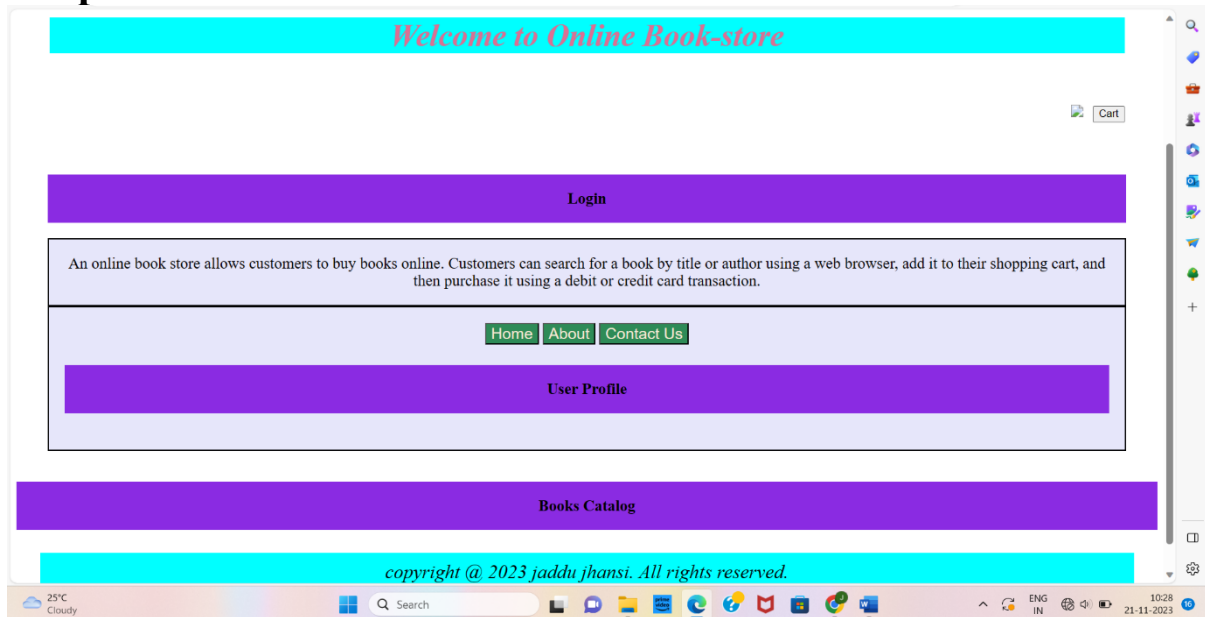 Welcome to Online Book-store
Cart
Login
An online book store allows customers to buy books online. Customers can search for a book by title or author using a web browser, add it to their shopping cart, and
then purchase it using a debit or credit card transaction.
Home About Contact Us
User Profile
Books Catalog
copyright @ 2023 jaddu jhansi. All rights reserved.
25°C
Cloudy
Search
ENG
IN
10:28
21-11-2023
16